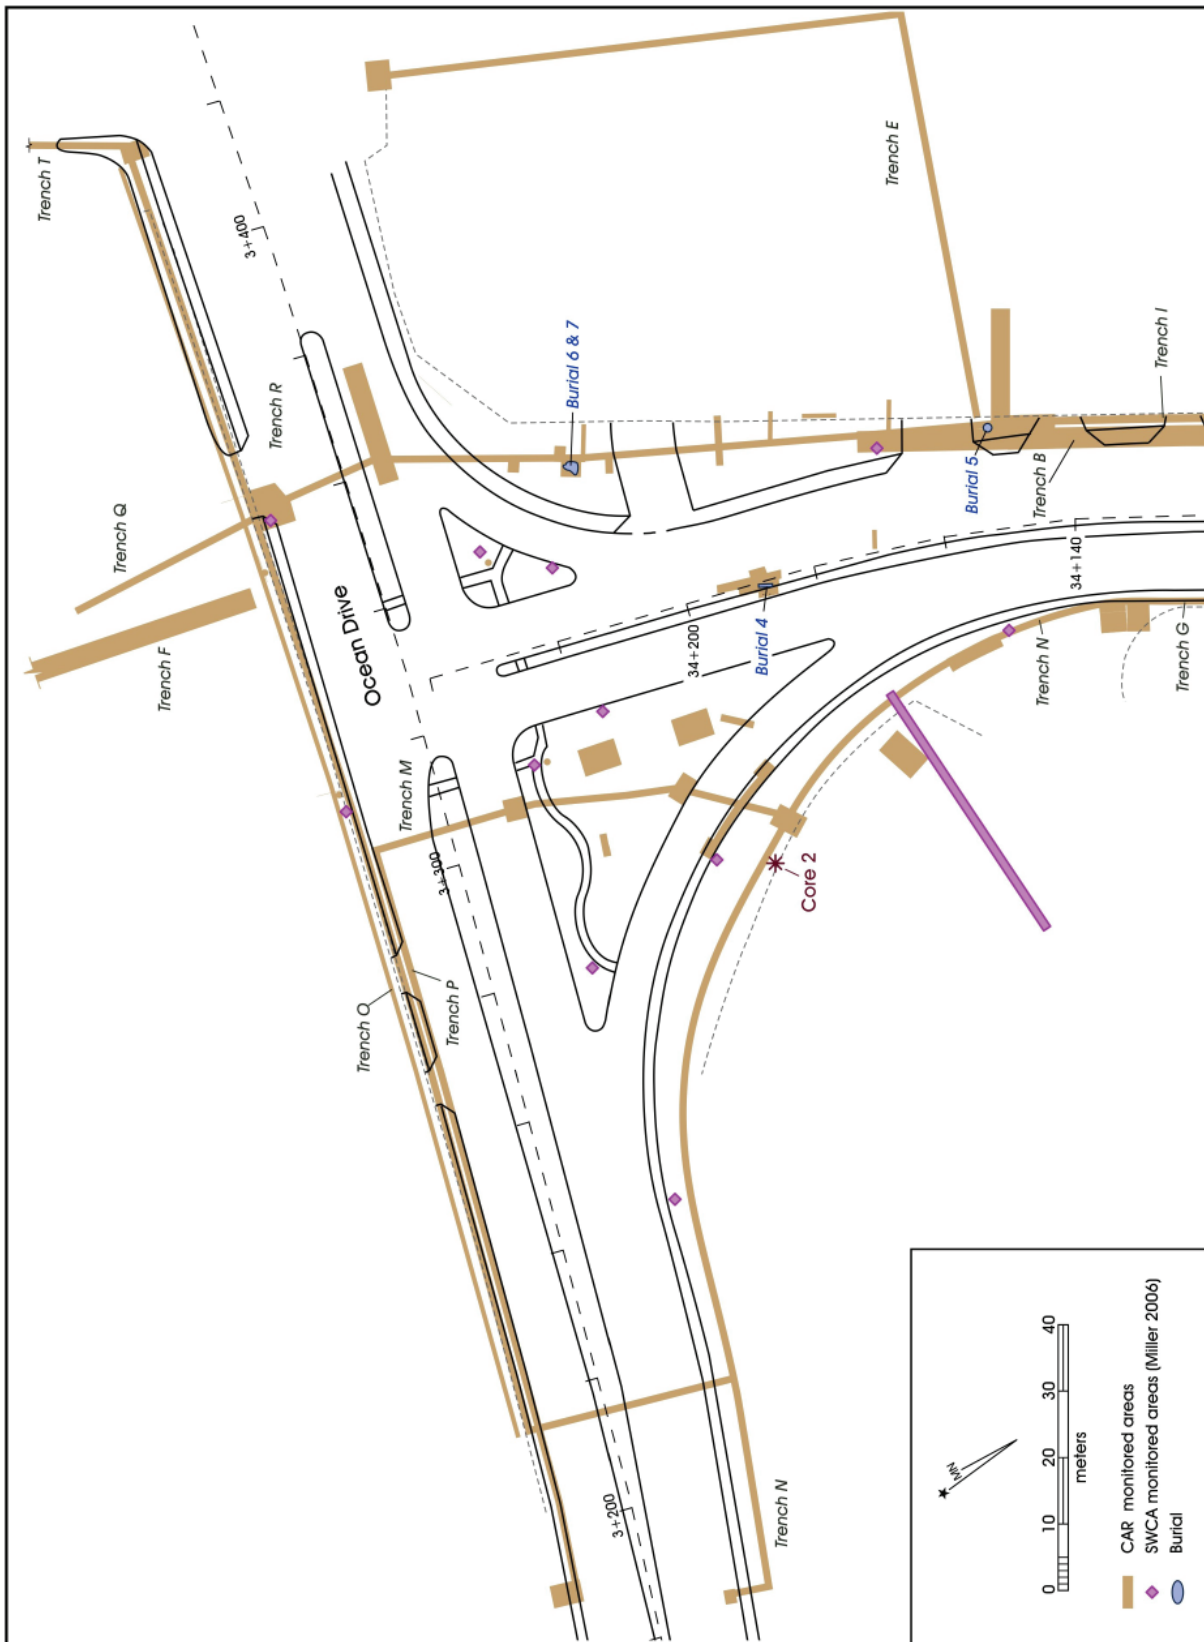 Trench T
3+400
Trench E
Trench R
Burial 6 & 7
Trench I
Trench Q
Burial 5
Trench B
Ocean Drive
34+140
Trench F
34+200
Burial 4
Trench N
Trench G
Trench M
3+300
Core 2
Trench O
Trench P
3+200
Trench N
MN
0 10 20 30 40
meters
CAR monitored areas
SWCA monitored areas (Miller 2006)
Burial